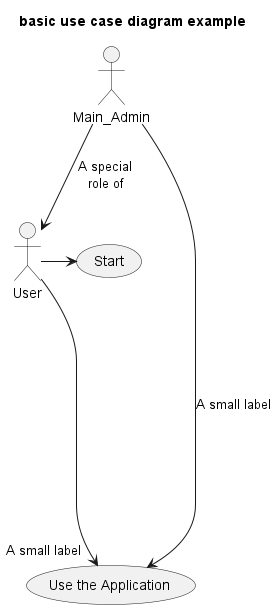 basic use case diagram example
Main_Admin
A special
role of
User
Start
A small label
A small label
Use the Application